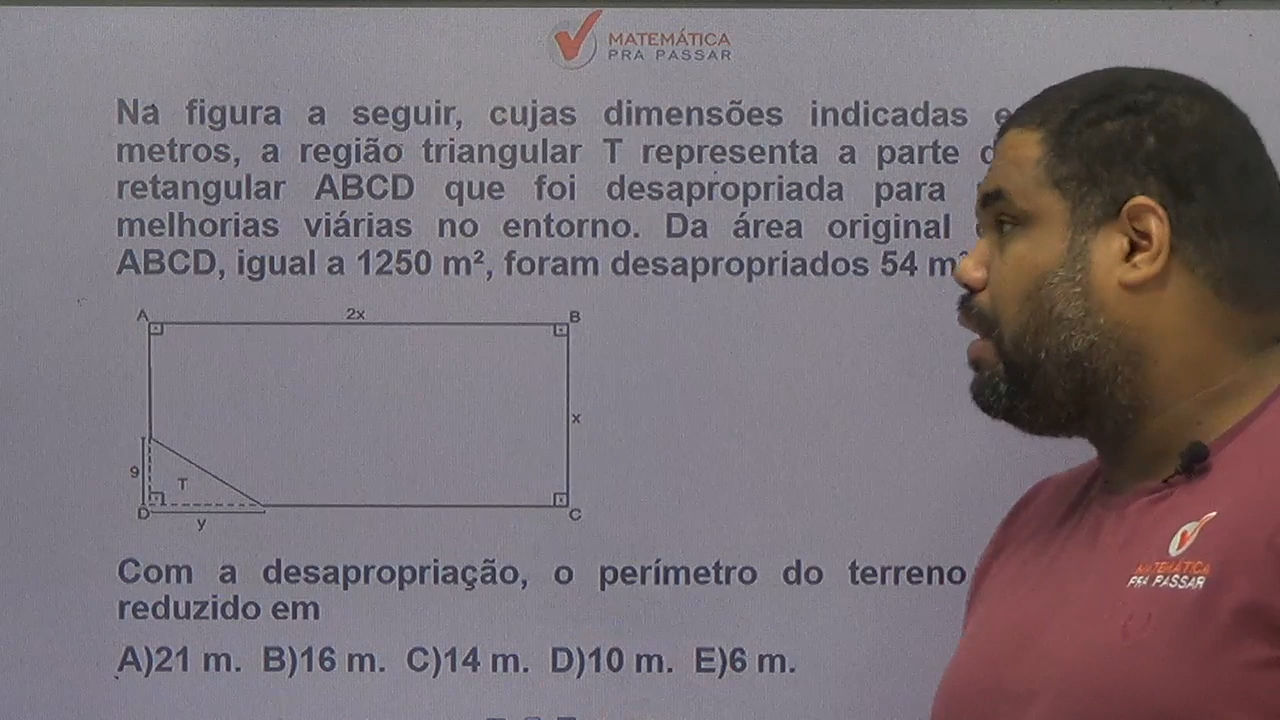 MATEMÁTICA
PRA PASSAR
Na figura a seguir, cujas dimensões indicadas
metros, a região triangular T representa a parte
retangular ABCD que foi desapropriada para
melhorias viárias no entorno. Da área original
ABCD, igual a 1250 m², foram desapropriados 54 m²
A 2x B
x
9 T
D y C
Com a desapropriação, o perímetro do terreno
reduzido em
A)21 m. B)16 m. C)14 m. D)10 m. E)6 m.
MATEMÁTICA
PRA PASSAR